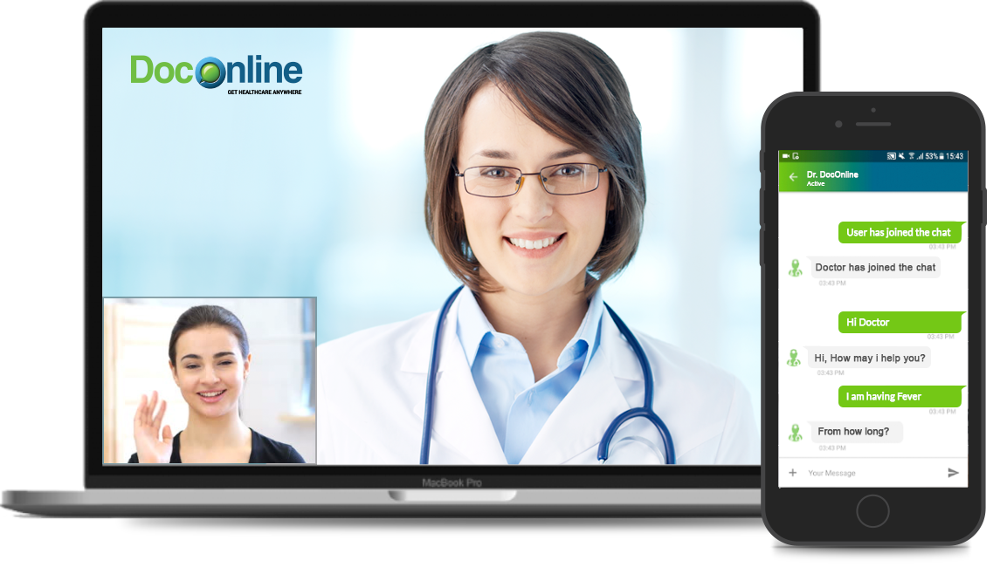 DocOnline
GET HEALTHCARE ANYWHERE
MacBook Pro
53% 15:43
Dr. DocOnline
Active
User has joined the chat
03:43 PM
Doctor has joined the chat
03:43 PM
Hi Doctor
03:43 PM
Hi, How may i help you?
03:43 PM
I am having Fever
03:43 PM
From how long?
03:43 PM
Your Message